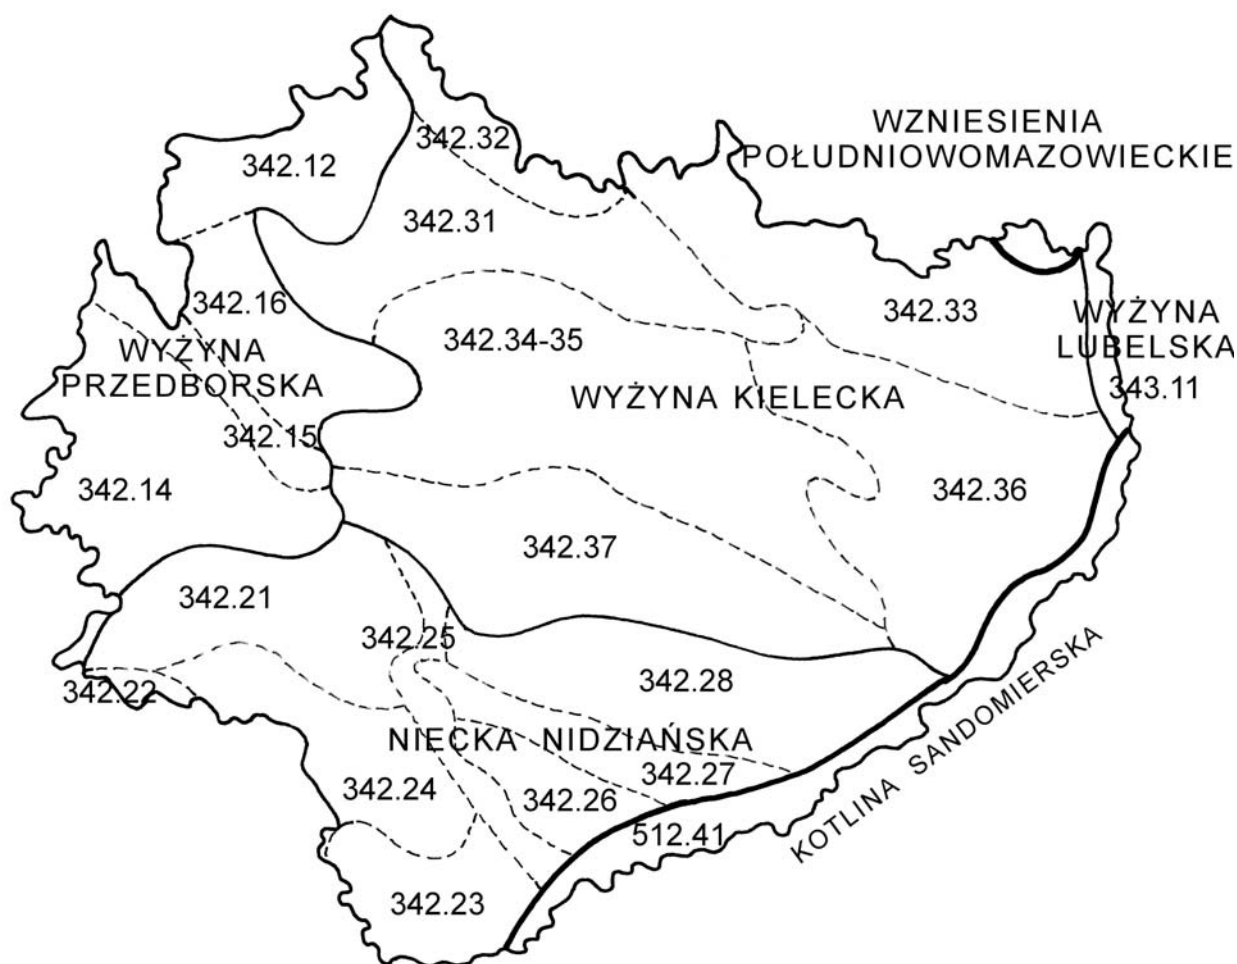 342.32
WZNIESIENIA
POŁUDNIOWOMAZOWIECKIE
342.12
342.31
342.16
342.33
WYŻYNA
LUBELSKA
343.11
342.34-35
WYŻYNA
PRZEDBORSKA
WYŻYNA KIELECKA
342.15
342.14
342.36
342.37
342.21
342.25
342.22
342.28
NIECKA NIDZIAŃSKA
342.24
342.26
342.27
512.41
KOTLINA SANDOMIERSKA
342.23